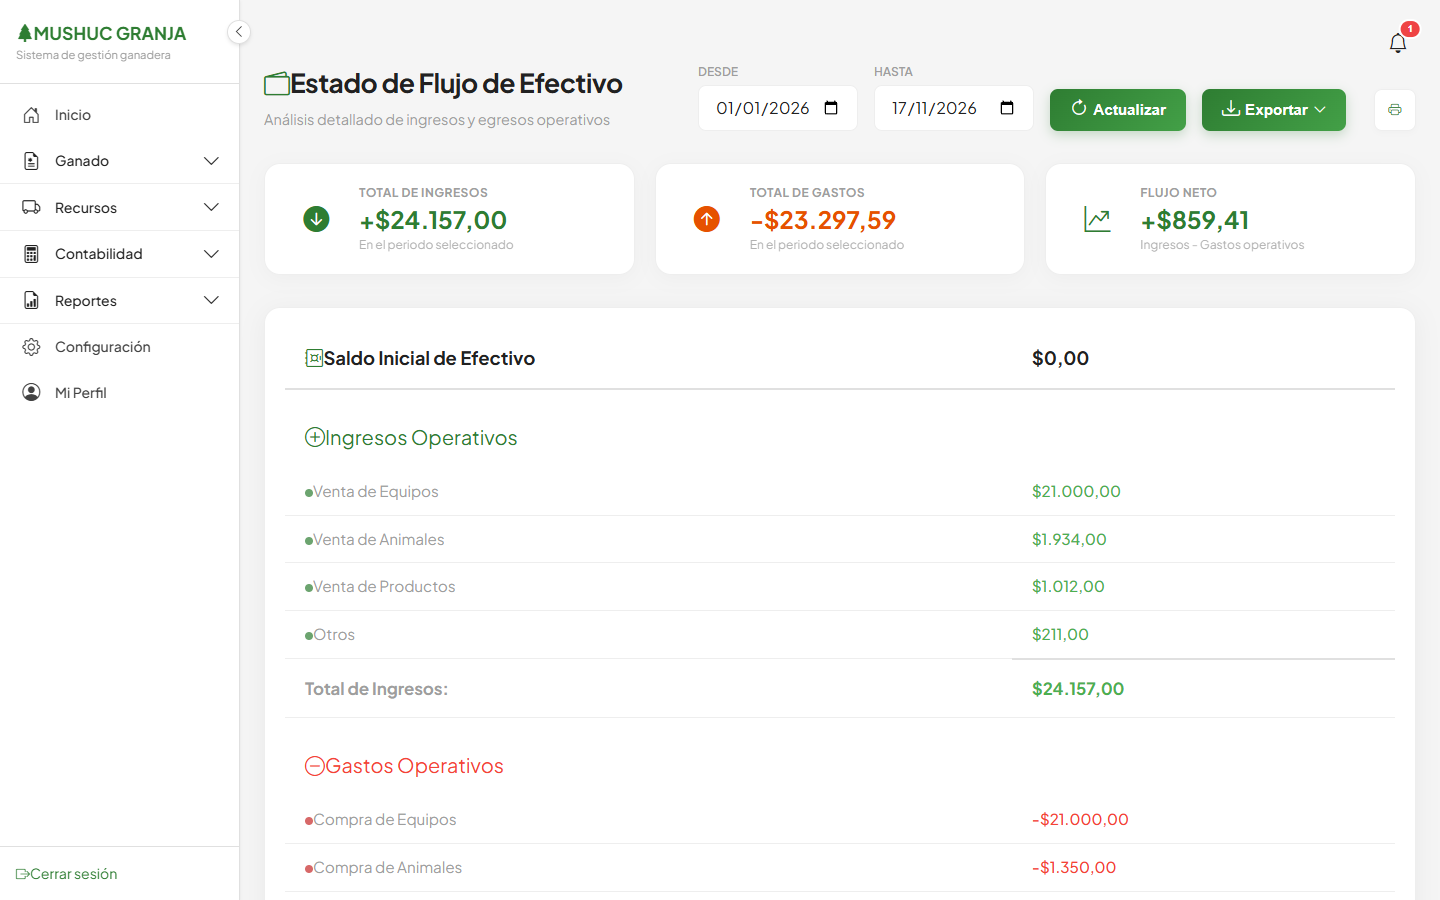 MUSHUC GRANJA
Sistema de gestión ganadera
Inicio
Ganado
Recursos
Contabilidad
Reportes
Configuración
Mi Perfil
Cerrar sesión
1
Estado de Flujo de Efectivo
Análisis detallado de ingresos y egresos operativos
DESDE
01/01/2026
HASTA
17/11/2026
Actualizar
Exportar
TOTAL DE INGRESOS
+$24.157,00
En el periodo seleccionado
TOTAL DE GASTOS
-$23.297,59
En el periodo seleccionado
FLUJO NETO
+$859,41
Ingresos - Gastos operativos
Saldo Inicial de Efectivo $0,00
Ingresos Operativos
Venta de Equipos $21.000,00
Venta de Animales $1.934,00
Venta de Productos $1.012,00
Otros $211,00
Total de Ingresos: $24.157,00
Gastos Operativos
Compra de Equipos -$21.000,00
Compra de Animales -$1.350,00